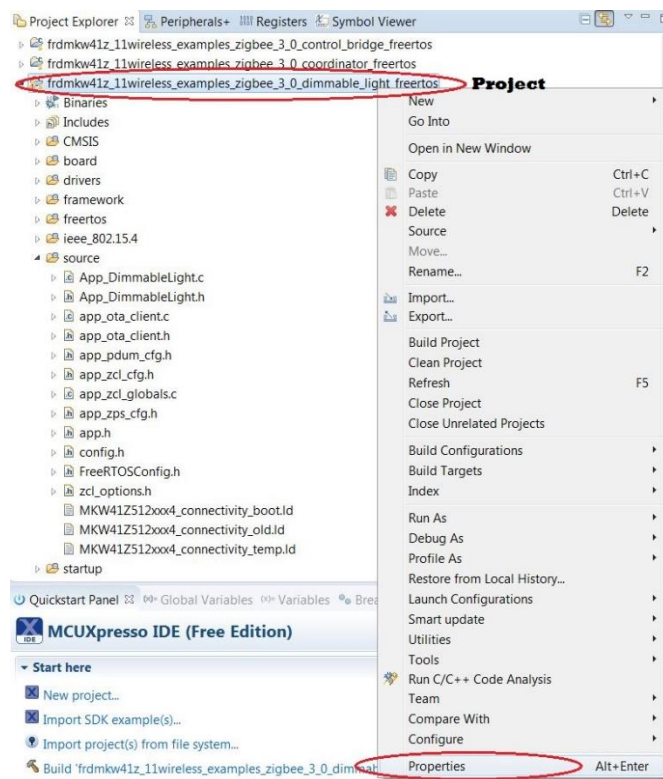 Project Explorer Peripherals+ Registers Symbol Viewer
frdmkw41z_11wireless_examples_zigbee_3_0_control_bridge_freertos
frdmkw41z_11wireless_examples_zigbee_3_0_coordinator_freertos
frdmkw41z_11wireless_examples_zigbee_3_0_dimmable_light_freertos Project
Binaries
Includes
CMSIS
board
drivers
framework
freertos
ieee_802.15.4
source
App_DimmableLight.c
App_DimmableLight.h
app_ota_client.c
app_ota_client.h
app_pdum_cfg.h
app_zcl_cfg.h
app_zcl_globals.c
app_zps_cfg.h
app.h
config.h
FreeRTOSConfig.h
zcl_options.h
MKW41Z512xxx4_connectivity_boot.ld
MKW41Z512xxx4_connectivity_old.ld
MKW41Z512xxx4_connectivity_temp.ld
startup
New
Go Into
Open in New Window
Copy Ctrl+C
Paste Ctrl+V
Delete Delete
Source
Move...
Rename... F2
Import...
Export...
Build Project
Clean Project
Refresh F5
Close Project
Close Unrelated Projects
Build Configurations
Build Targets
Index
Run As
Debug As
Profile As
Restore from Local History...
Launch Configurations
Smart update
Utilities
Tools
Run C/C++ Code Analysis
Team
Compare With
Configure
Properties Alt+Enter
Quickstart Panel Global Variables Variables Brea
IDE MCUXpresso IDE (Free Edition)
Start here
New project...
Import SDK example(s)...
Import project(s) from file system...
Build 'frdmkw41z_11wireless_examples_zigbee_3_0_dimmab